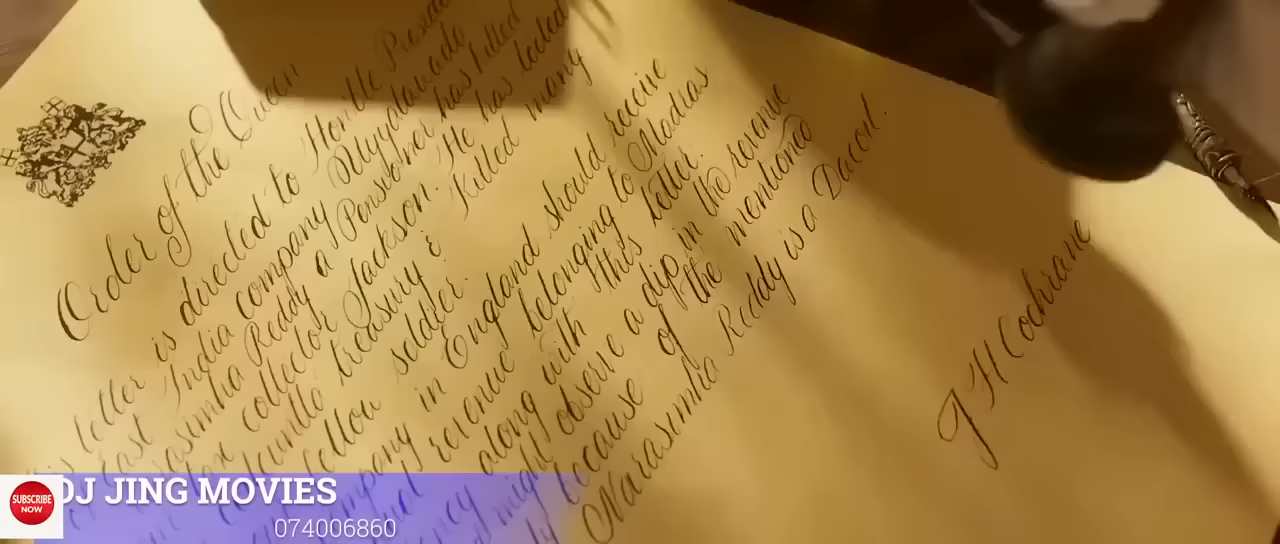 Order of the Queen
letter is directed to Hon'ble
East India company
Narasimha Reddy a Pensioner has killed
tax collector Jackson. He has looted
treasury & killed many
fellow soldier.
in England should receive
revenue belonging to Madras
along with this letter.
might observe a dip in the revenue
because of the mentioned
Narasimha Reddy is a Dacoit.
J H Cochrane
SUBSCRIBE
NOW
DJ JING MOVIES
074006860